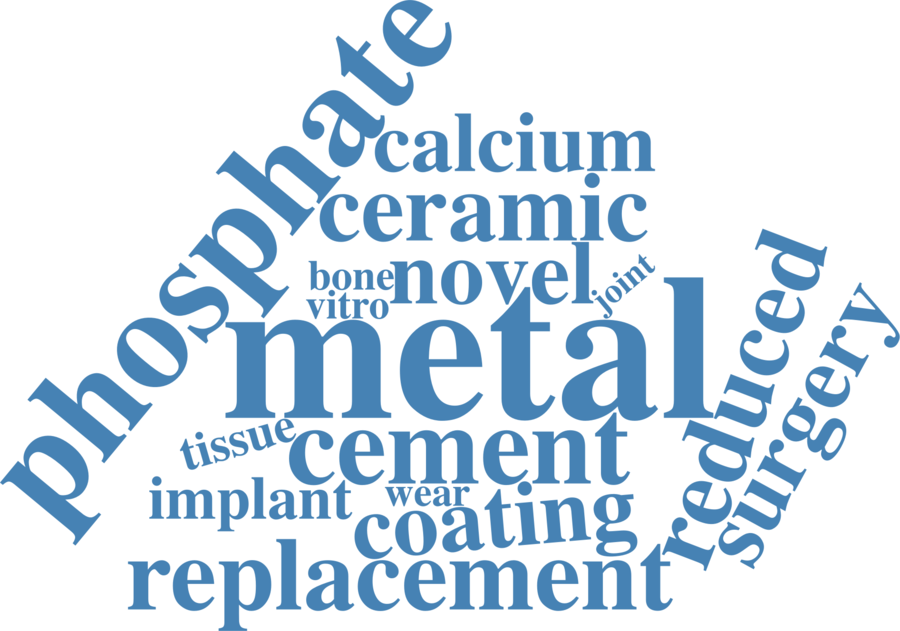 phosphate
calcium
ceramic
bone
novel
joint
vitro
metal
reduced
surgery
tissue
cement
implant
wear
coating
replacement